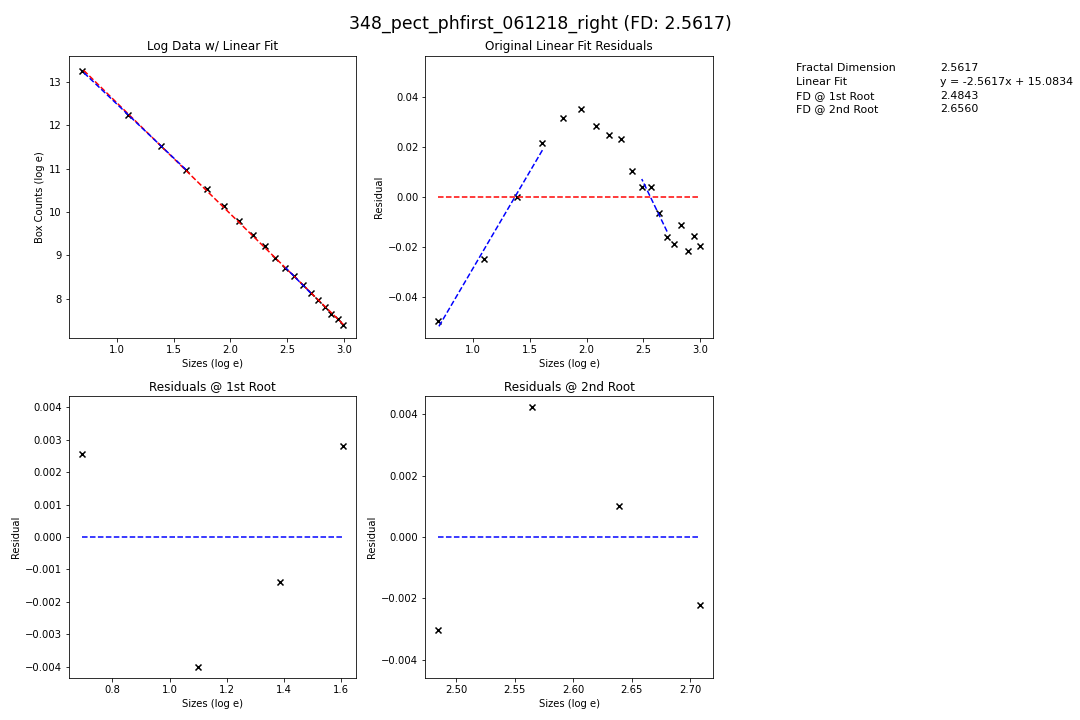 348_pect_phfirst_061218_right (FD: 2.5617)
Log Data w/ Linear Fit
13
12
11
10
9
8
Box Counts (log e)
1.0 1.5 2.0 2.5 3.0
Sizes (log e)
Original Linear Fit Residuals
0.04
0.02
0.00
−0.02
−0.04
Residual
1.0 1.5 2.0 2.5 3.0
Sizes (log e)
Fractal Dimension 2.5617
Linear Fit y = -2.5617x + 15.0834
FD @ 1st Root 2.4843
FD @ 2nd Root 2.6560
Residuals @ 1st Root
0.004
0.003
0.002
0.001
0.000
−0.001
−0.002
−0.003
−0.004
Residual
0.8 1.0 1.2 1.4 1.6
Sizes (log e)
Residuals @ 2nd Root
0.004
0.002
0.000
−0.002
−0.004
Residual
2.50 2.55 2.60 2.65 2.70
Sizes (log e)